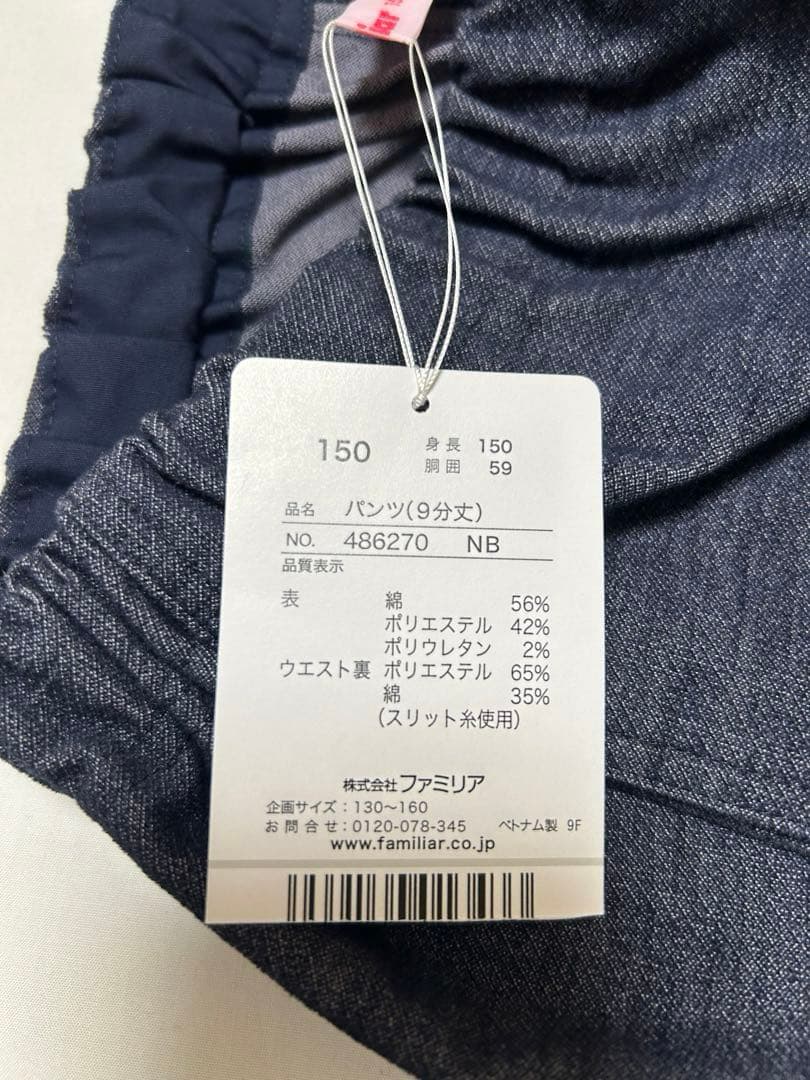 150
身長 150
胴囲 59
品名 パンツ(9分丈)
NO. 486270 NB
品質表示
表 綿 56%
ポリエステル 42%
ポリウレタン 2%
ウエスト裏 ポリエステル 65%
綿 35%
(スリット糸使用)
株式会社ファミリア
企画サイズ:130〜160
お問合せ:0120-078-345 ベトナム製 9F
www.familiar.co.jp